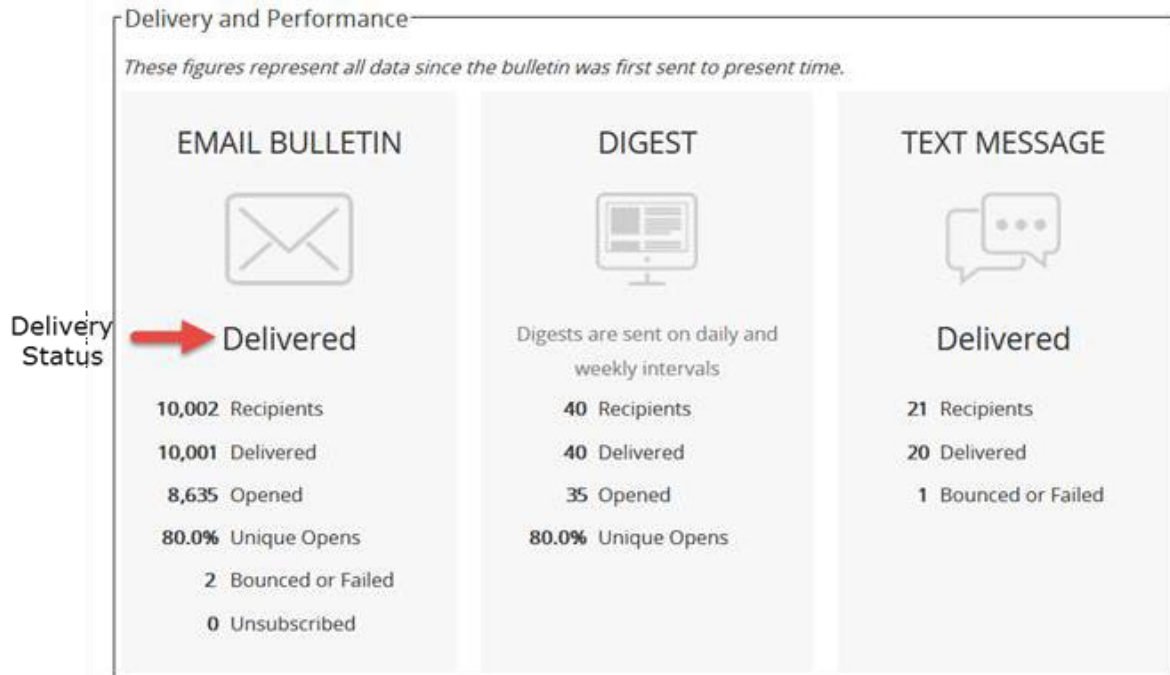 Delivery and Performance
These figures represent all data since the bulletin was first sent to present time.
EMAIL BULLETIN
Delivery
Status
Delivered
10,002 Recipients
10,001 Delivered
8,635 Opened
80.0% Unique Opens
2 Bounced or Failed
0 Unsubscribed
DIGEST
Digests are sent on daily and
weekly intervals
40 Recipients
40 Delivered
35 Opened
80.0% Unique Opens
TEXT MESSAGE
Delivered
21 Recipients
20 Delivered
1 Bounced or Failed